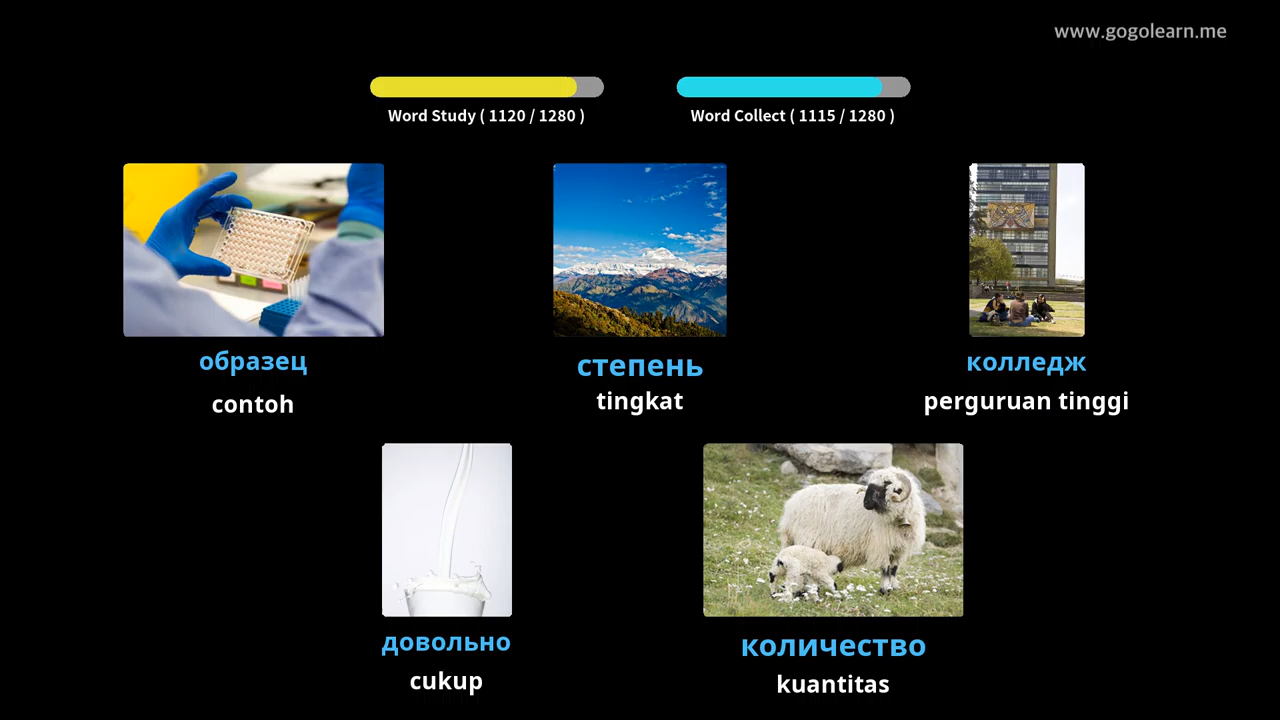 www.gogolearn.me
Word Study ( 1120 / 1280 )
Word Collect ( 1115 / 1280 )
образец
contoh
степень
tingkat
колледж
perguruan tinggi
довольно
cukup
количество
kuantitas